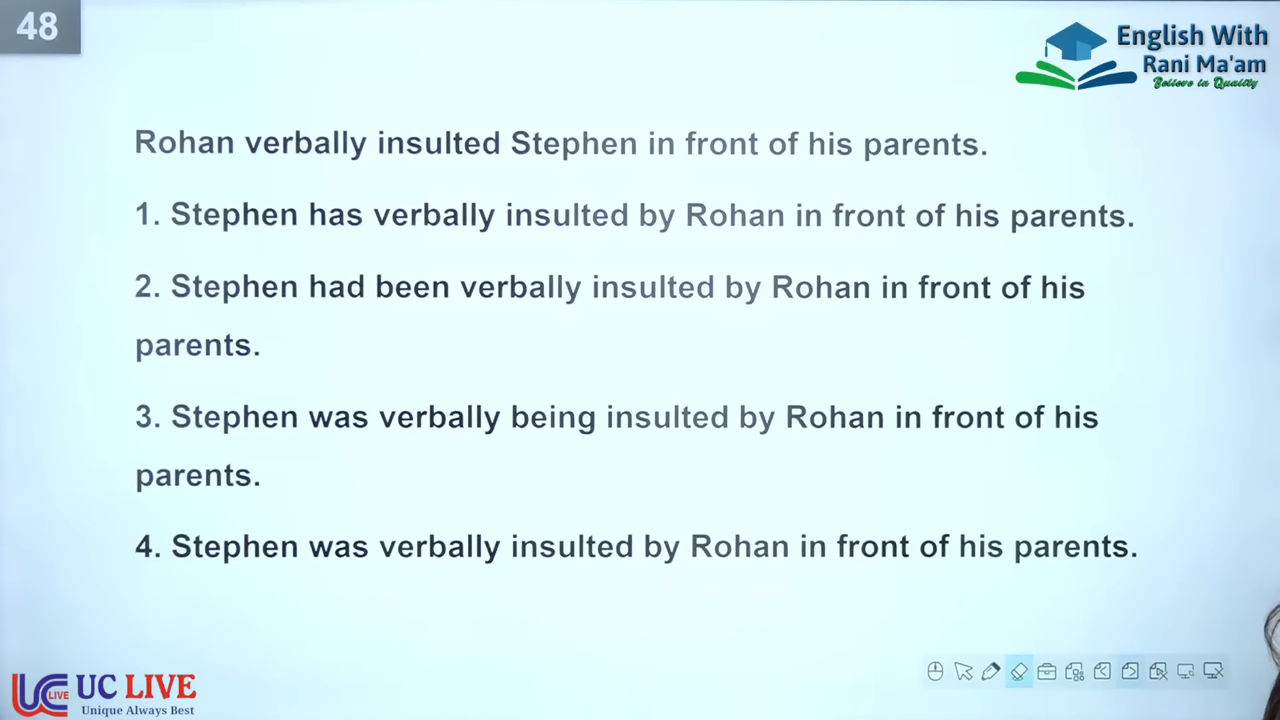 48
English With
Rani Ma'am
Believe in Quality
Rohan verbally insulted Stephen in front of his parents.
1. Stephen has verbally insulted by Rohan in front of his parents.
2. Stephen had been verbally insulted by Rohan in front of his
parents.
3. Stephen was verbally being insulted by Rohan in front of his
parents.
4. Stephen was verbally insulted by Rohan in front of his parents.
UC LIVE
LIVE
Unique Always Best